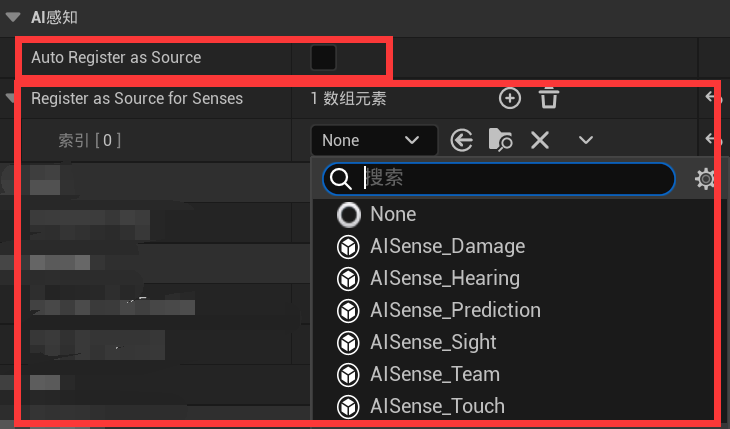 AI感知
Auto Register as Source
Register as Source for Senses 1 数组元素
索引 [ 0 ] None
搜索
None
AISense_Damage
AISense_Hearing
AISense_Prediction
AISense_Sight
AISense_Team
AISense_Touch